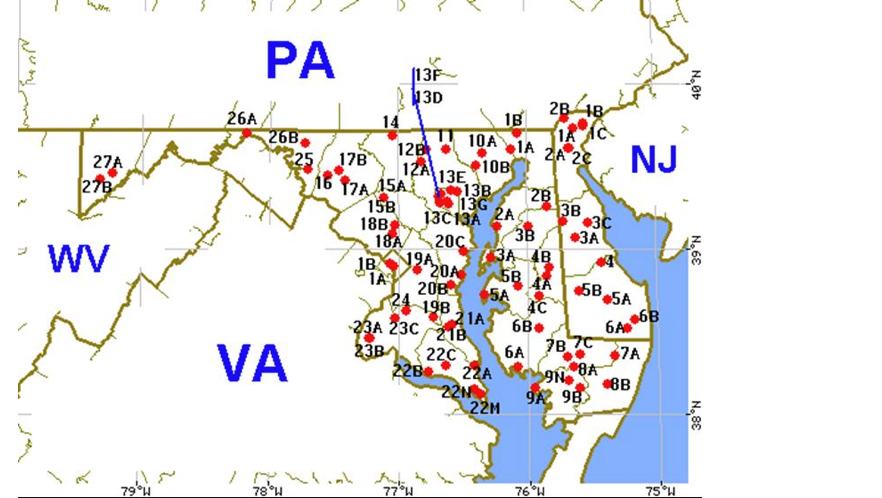 PA
13F
40°N
13D
2B
1B
1B
26A
14
1A
1C
26B
11
10A
12B
1A
2A
2C
NJ
27A
25
17B
12A
10B
27B
16
17A
15A
13E
13B
2B
15B
13G
3B
13C
13A
2A
3C
18B
3B
3A
18A
20C
39°N
WV
1B
19A
3A
4B
4
1A
20A
5B
20B
4A
5B
5A
24
19B
5A
4C
23A
23C
21A
6B
6B
6A
23B
21B
7B
7C
VA
22C
6A
7A
22B
22A
9N
8A
8B
22N
9A
9B
22M
38°N
79°W
78°W
77°W
76°W
75°W